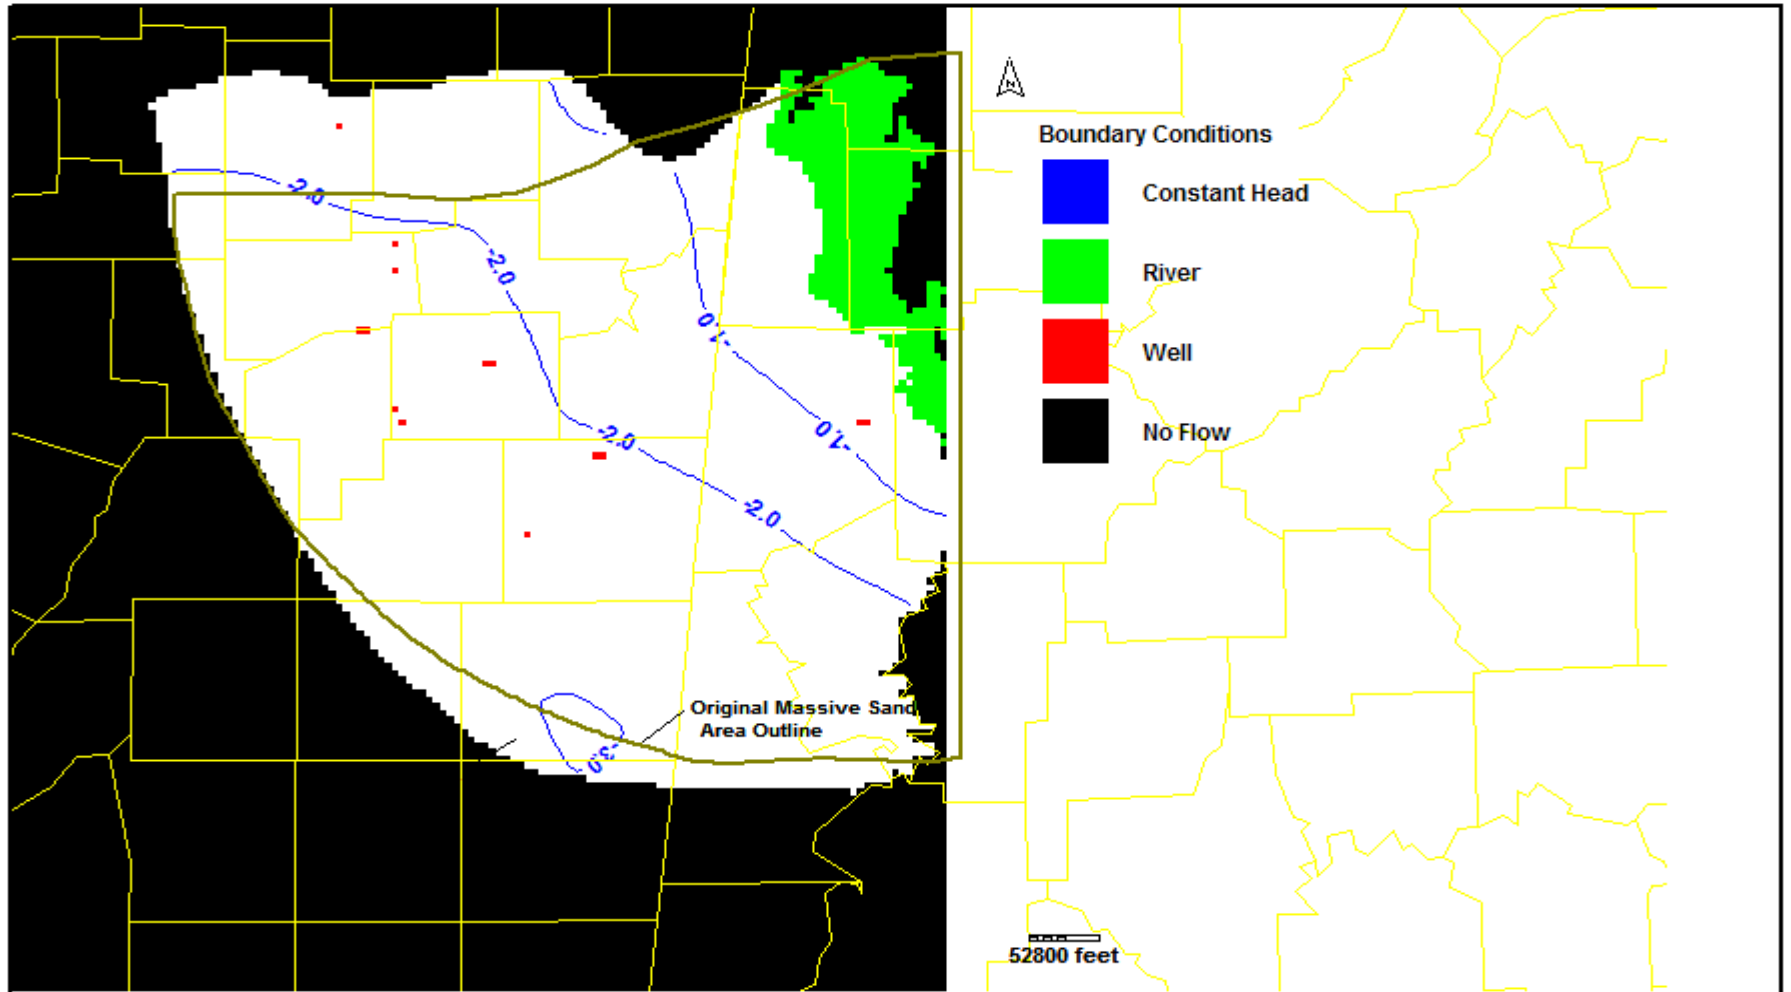 N
Boundary Conditions
Constant Head
River
Well
No Flow
-2.0
-2.0
-1.0
-1.0
-2.0
-2.0
Original Massive Sand
Area Outline
52800 feet